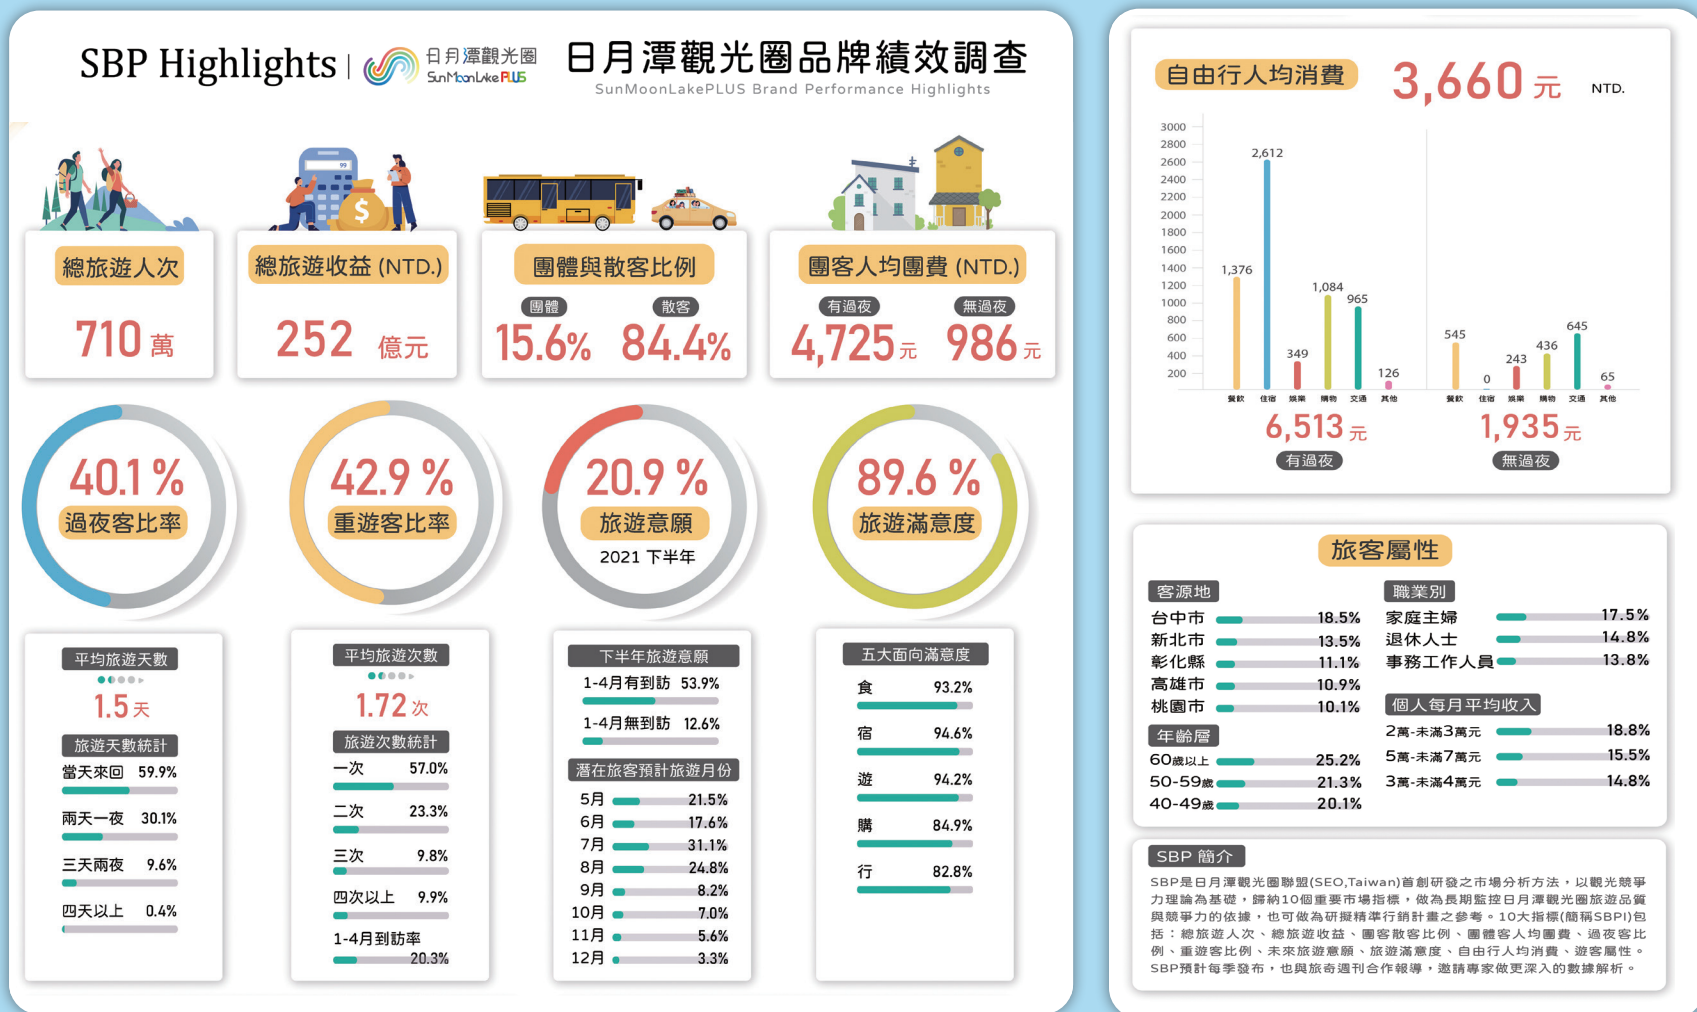 SBP Highlights
日月潭觀光圈
SunMoonLake PLUS
日月潭觀光圈品牌績效調查
SunMoonLakePLUS Brand Performance Highlights
總旅遊人次
710 萬
99
$
總旅遊收益 (NTD.)
252 億元
團體與散客比例
團體 散客
15.6% 84.4%
團客人均團費 (NTD.)
有過夜 無過夜
4,725 元 986 元
40.1 %
過夜客比率
42.9 %
重遊客比率
20.9 %
旅遊意願
2021 下半年
89.6 %
旅遊滿意度
平均旅遊天數
1.5 天
旅遊天數統計
當天來回 59.9%
兩天一夜 30.1%
三天兩夜 9.6%
四天以上 0.4%
平均旅遊次數
1.72 次
旅遊次數統計
一次 57.0%
二次 23.3%
三次 9.8%
四次以上 9.9%
1-4月到訪率
20.3%
下半年旅遊意願
1-4月有到訪 53.9%
1-4月無到訪 12.6%
潛在旅客預計旅遊月份
5月 21.5%
6月 17.6%
7月 31.1%
8月 24.8%
9月 8.2%
10月 7.0%
11月 5.6%
12月 3.3%
五大面向滿意度
食 93.2%
宿 94.6%
遊 94.2%
購 84.9%
行 82.8%
自由行人均消費 3,660 元 NTD.
3000
2800
2600
2400
2200
2000
1800
1600
1400
1200
1000
800
600
400
200
1,376 2,612 349 1,084 965 126
545 0 243 436 645 65
餐飲 住宿 娛樂 購物 交通 其他
餐飲 住宿 娛樂 購物 交通 其他
6,513 元
有過夜
1,935 元
無過夜
旅客屬性
客源地
台中市 18.5%
新北市 13.5%
彰化縣 11.1%
高雄市 10.9%
桃園市 10.1%
年齡層
60歲以上 25.2%
50-59歲 21.3%
40-49歲 20.1%
職業別
家庭主婦 17.5%
退休人士 14.8%
事務工作人員 13.8%
個人每月平均收入
2萬-未滿3萬元 18.8%
5萬-未滿7萬元 15.5%
3萬-未滿4萬元 14.8%
SBP 簡介
SBP是日月潭觀光圈聯盟(SEO,Taiwan)首創研發之市場分析方法，以觀光競爭
力理論為基礎，歸納10個重要市場指標，做為長期監控日月潭觀光圈旅遊品質
與競爭力的依據，也可做為研擬精準行銷計畫之參考。10大指標(簡稱SBPI)包
括：總旅遊人次、總旅遊收益、團客散客比例、團體客人均團費、過夜客比
例、重遊客比例、未來旅遊意願、旅遊滿意度、自由行人均消費、遊客屬性。
SBP預計每季發布，也與旅奇週刊合作報導，邀請專家做更深入的數據解析。